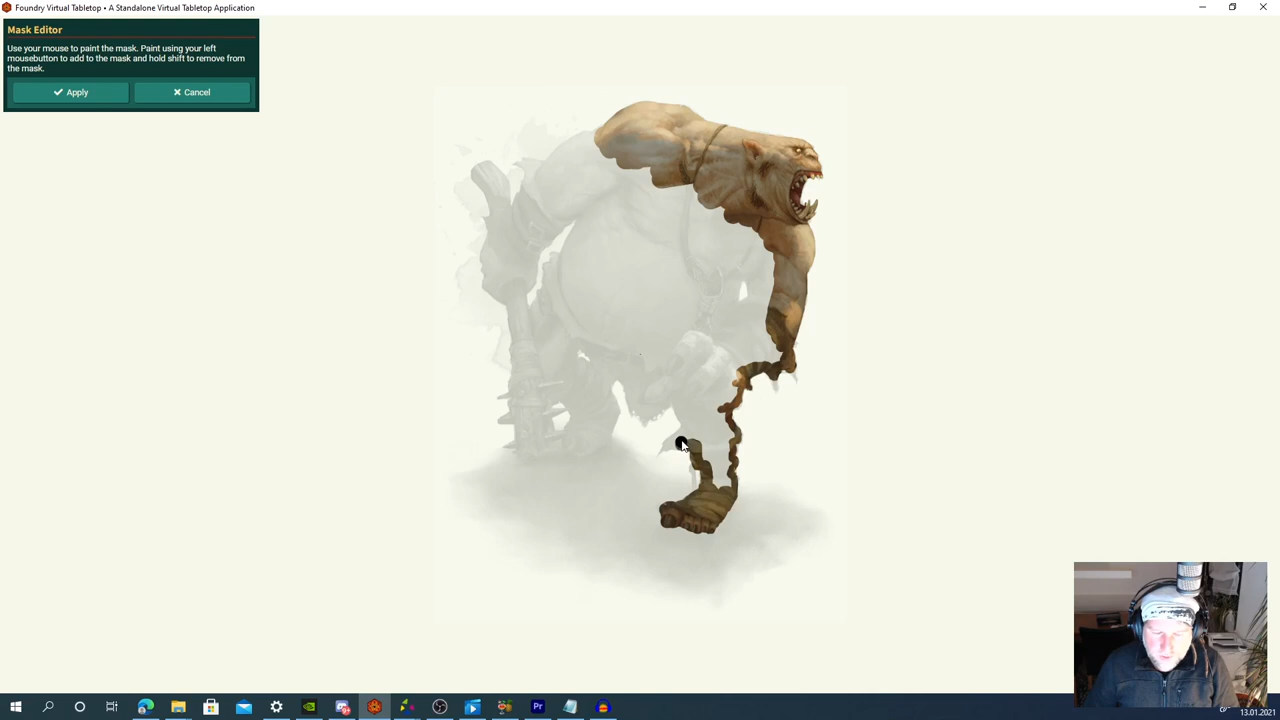 Foundry Virtual Tabletop • A Standalone Virtual Tabletop Application
Mask Editor
Use your mouse to paint the mask. Paint using your left
mousebutton to add to the mask and hold shift to remove from
the mask.
Apply
Cancel
Pr
13.01.2021